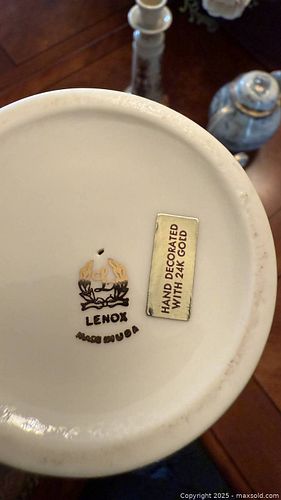 HAND DECORATED
WITH 24K GOLD
L
LENOX
MADE IN USA
Copyright © 2025 - maxsold.com